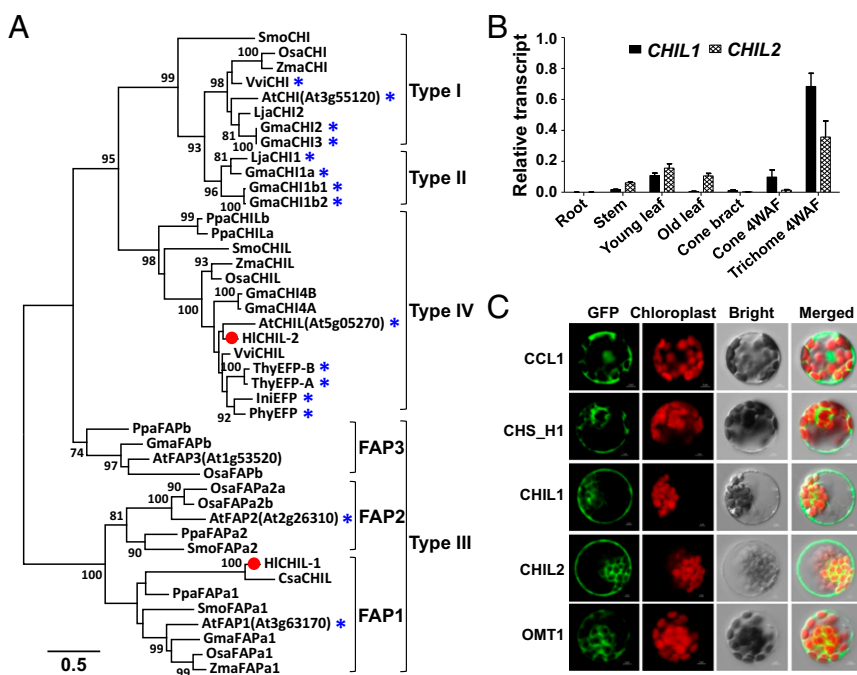 A
SmoCHI
OsaCHI
100
ZmaCHI
99
98
VviCHI *
AtCHI(At3g55120) *
LjaCHI2
81
GmaCHI2 *
100
GmaCHI3 *
93
Type I
81
LjaCHI1 *
GmaCHI1a *
96
GmaCHI1b1 *
100
GmaCHI1b2 *
Type II
95
99
PpaCHILb
PpaCHILa
98
SmoCHIL
93
ZmaCHIL
OsaCHIL
100
100
GmaCHI4B
GmaCHI4A
AtCHIL(At5g05270) *
HlCHIL-2
VviCHIL
100
ThyEFP-B *
ThyEFP-A *
IniEFP *
92
PhyEFP *
Type IV
PpaFAPb
GmaFAPb
74
AtFAP3(At1g53520)
97
OsaFAPb
FAP3
90
OsaFAPa2a
100
OsaFAPa2b
81
AtFAP2(At2g26310) *
PpaFAPa2
90
SmoFAPa2
FAP2
Type III
100
100
HlCHIL-1
CsaCHIL
PpaFAPa1
SmoFAPa1
AtFAP1(At3g63170) *
99
GmaFAPa1
OsaFAPa1
99
ZmaFAPa1
FAP1
0.5
B
CHIL1 CHIL2
Relative transcript
1.0
0.8
0.6
0.4
0.2
0.0
Root
Stem
Young leaf
Old leaf
Cone bract
Cone 4WAF
Trichome 4WAF
C
GFP Chloroplast Bright Merged
CCL1
CHS_H1
CHIL1
CHIL2
OMT1